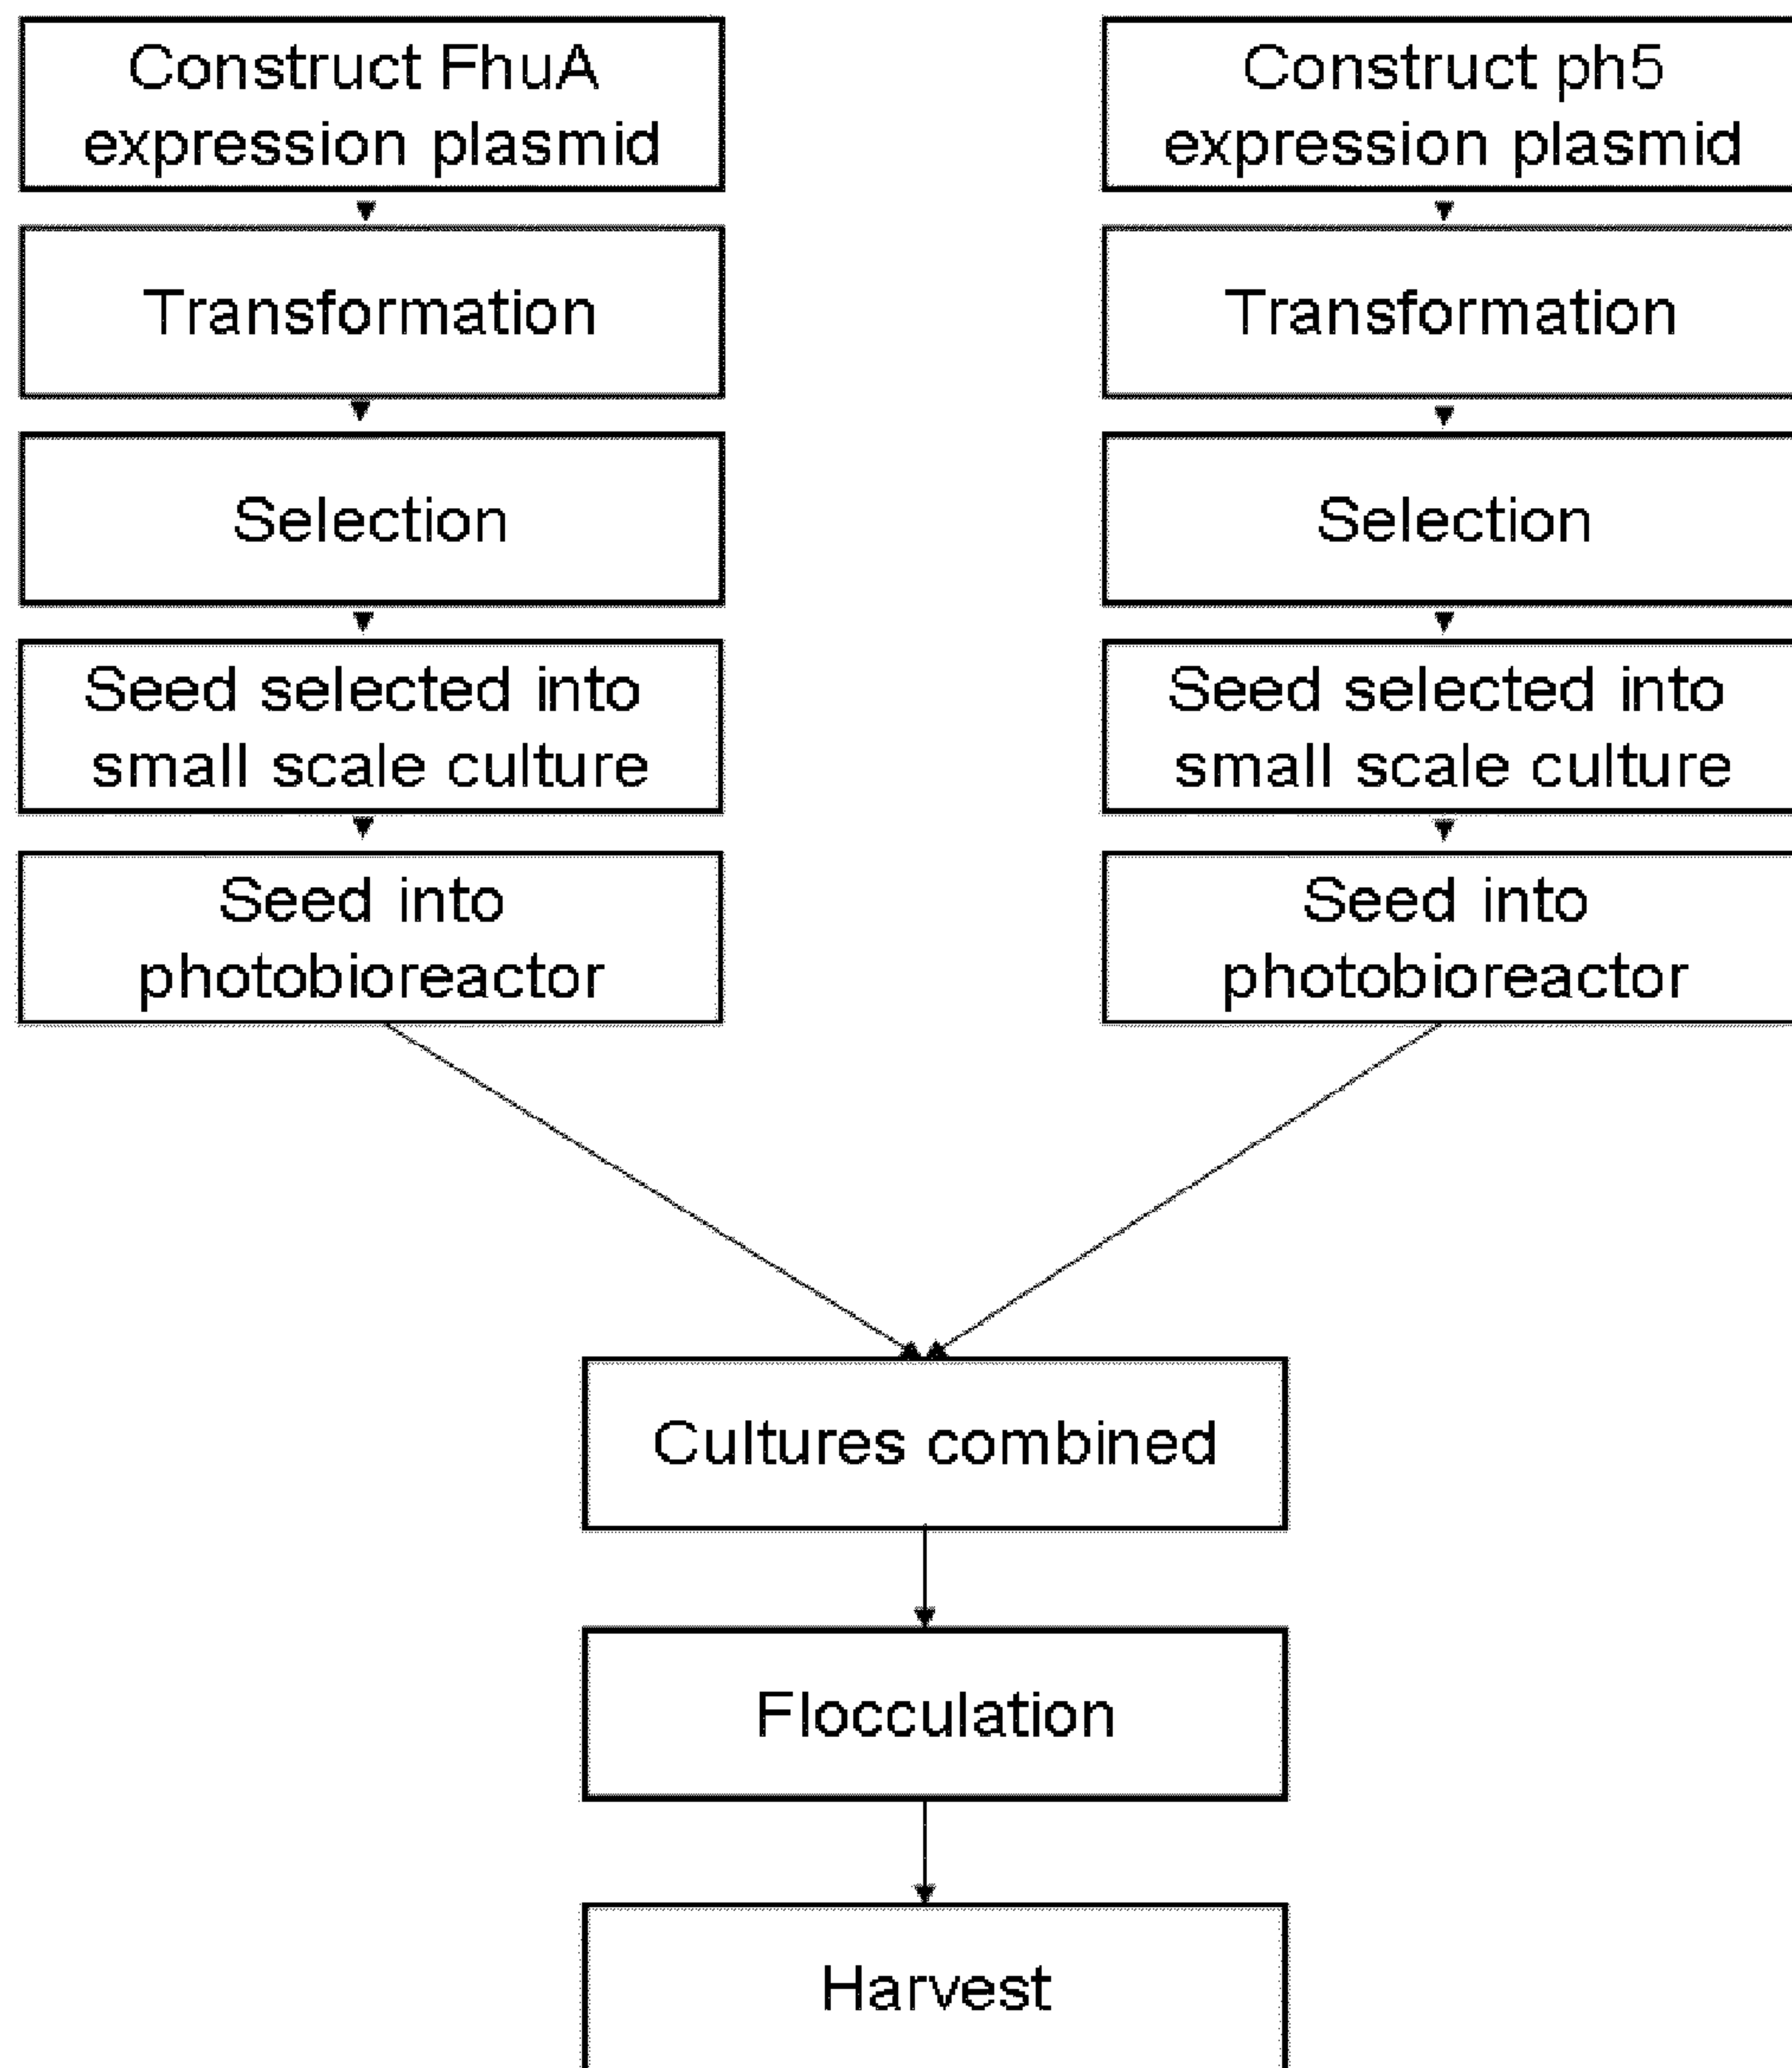 Construct FhuA
expression plasmid
Transformation
Selection
Seed selected into
small scale culture
Seed into
photobioreactor
Construct ph5
expression plasmid
Transformation
Selection
Seed selected into
small scale culture
Seed into
photobioreactor
Cultures combined
Flocculation
Harvest